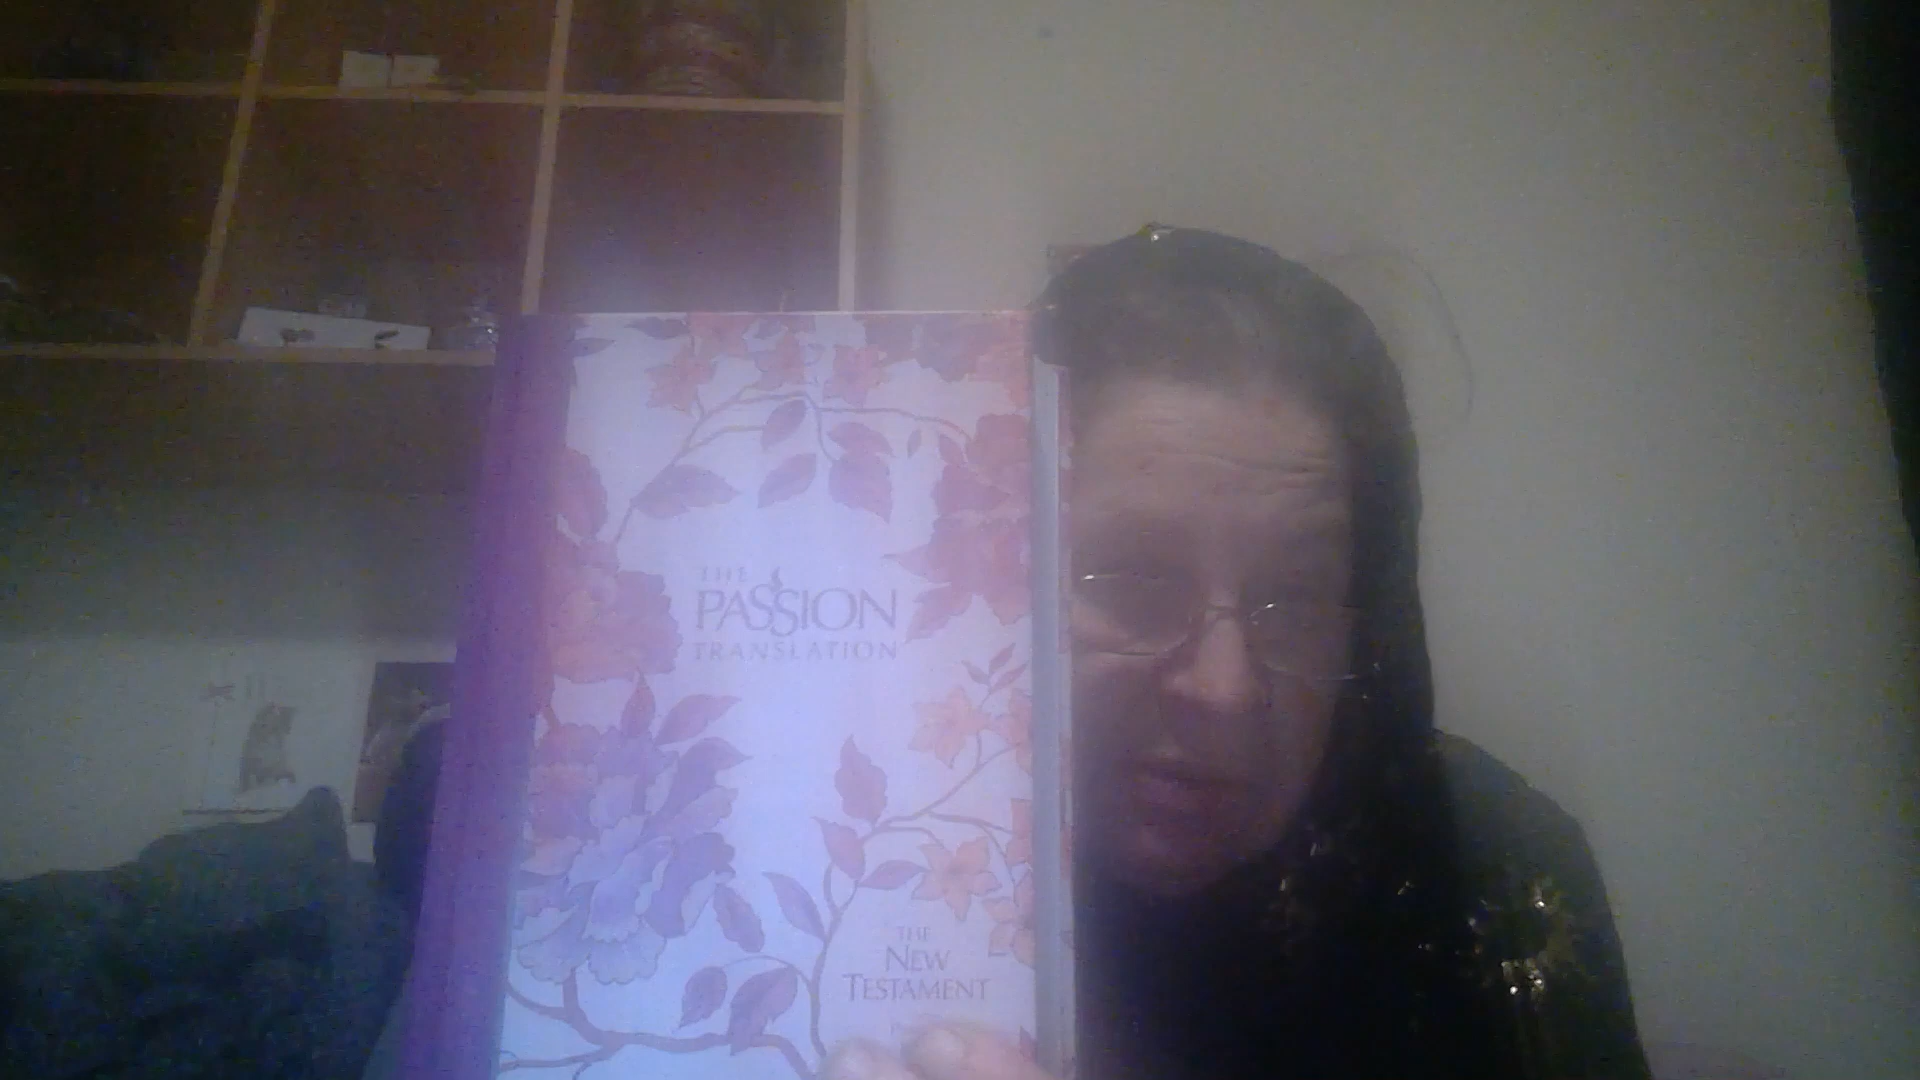 THE
PASSION
TRANSLATION
THE
NEW
TESTAMENT